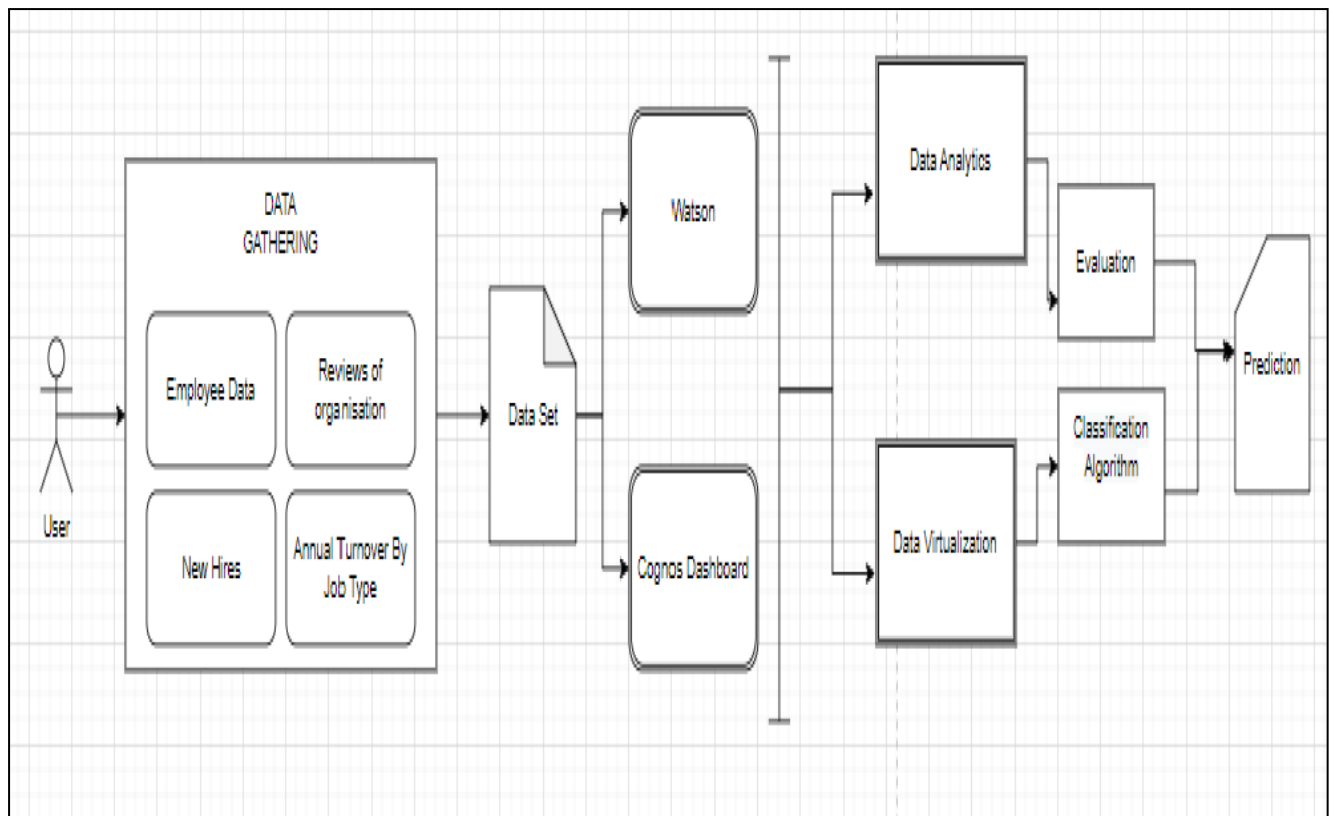 DATA
GATHERING
Employee Data
Reviews of
organisation
New Hires
Annual Turnover By
Job Type
User
Data Set
Watson
Cognos Dashboard
Data Analytics
Data Virtualization
Evaluation
Classification
Algorithm
Prediction